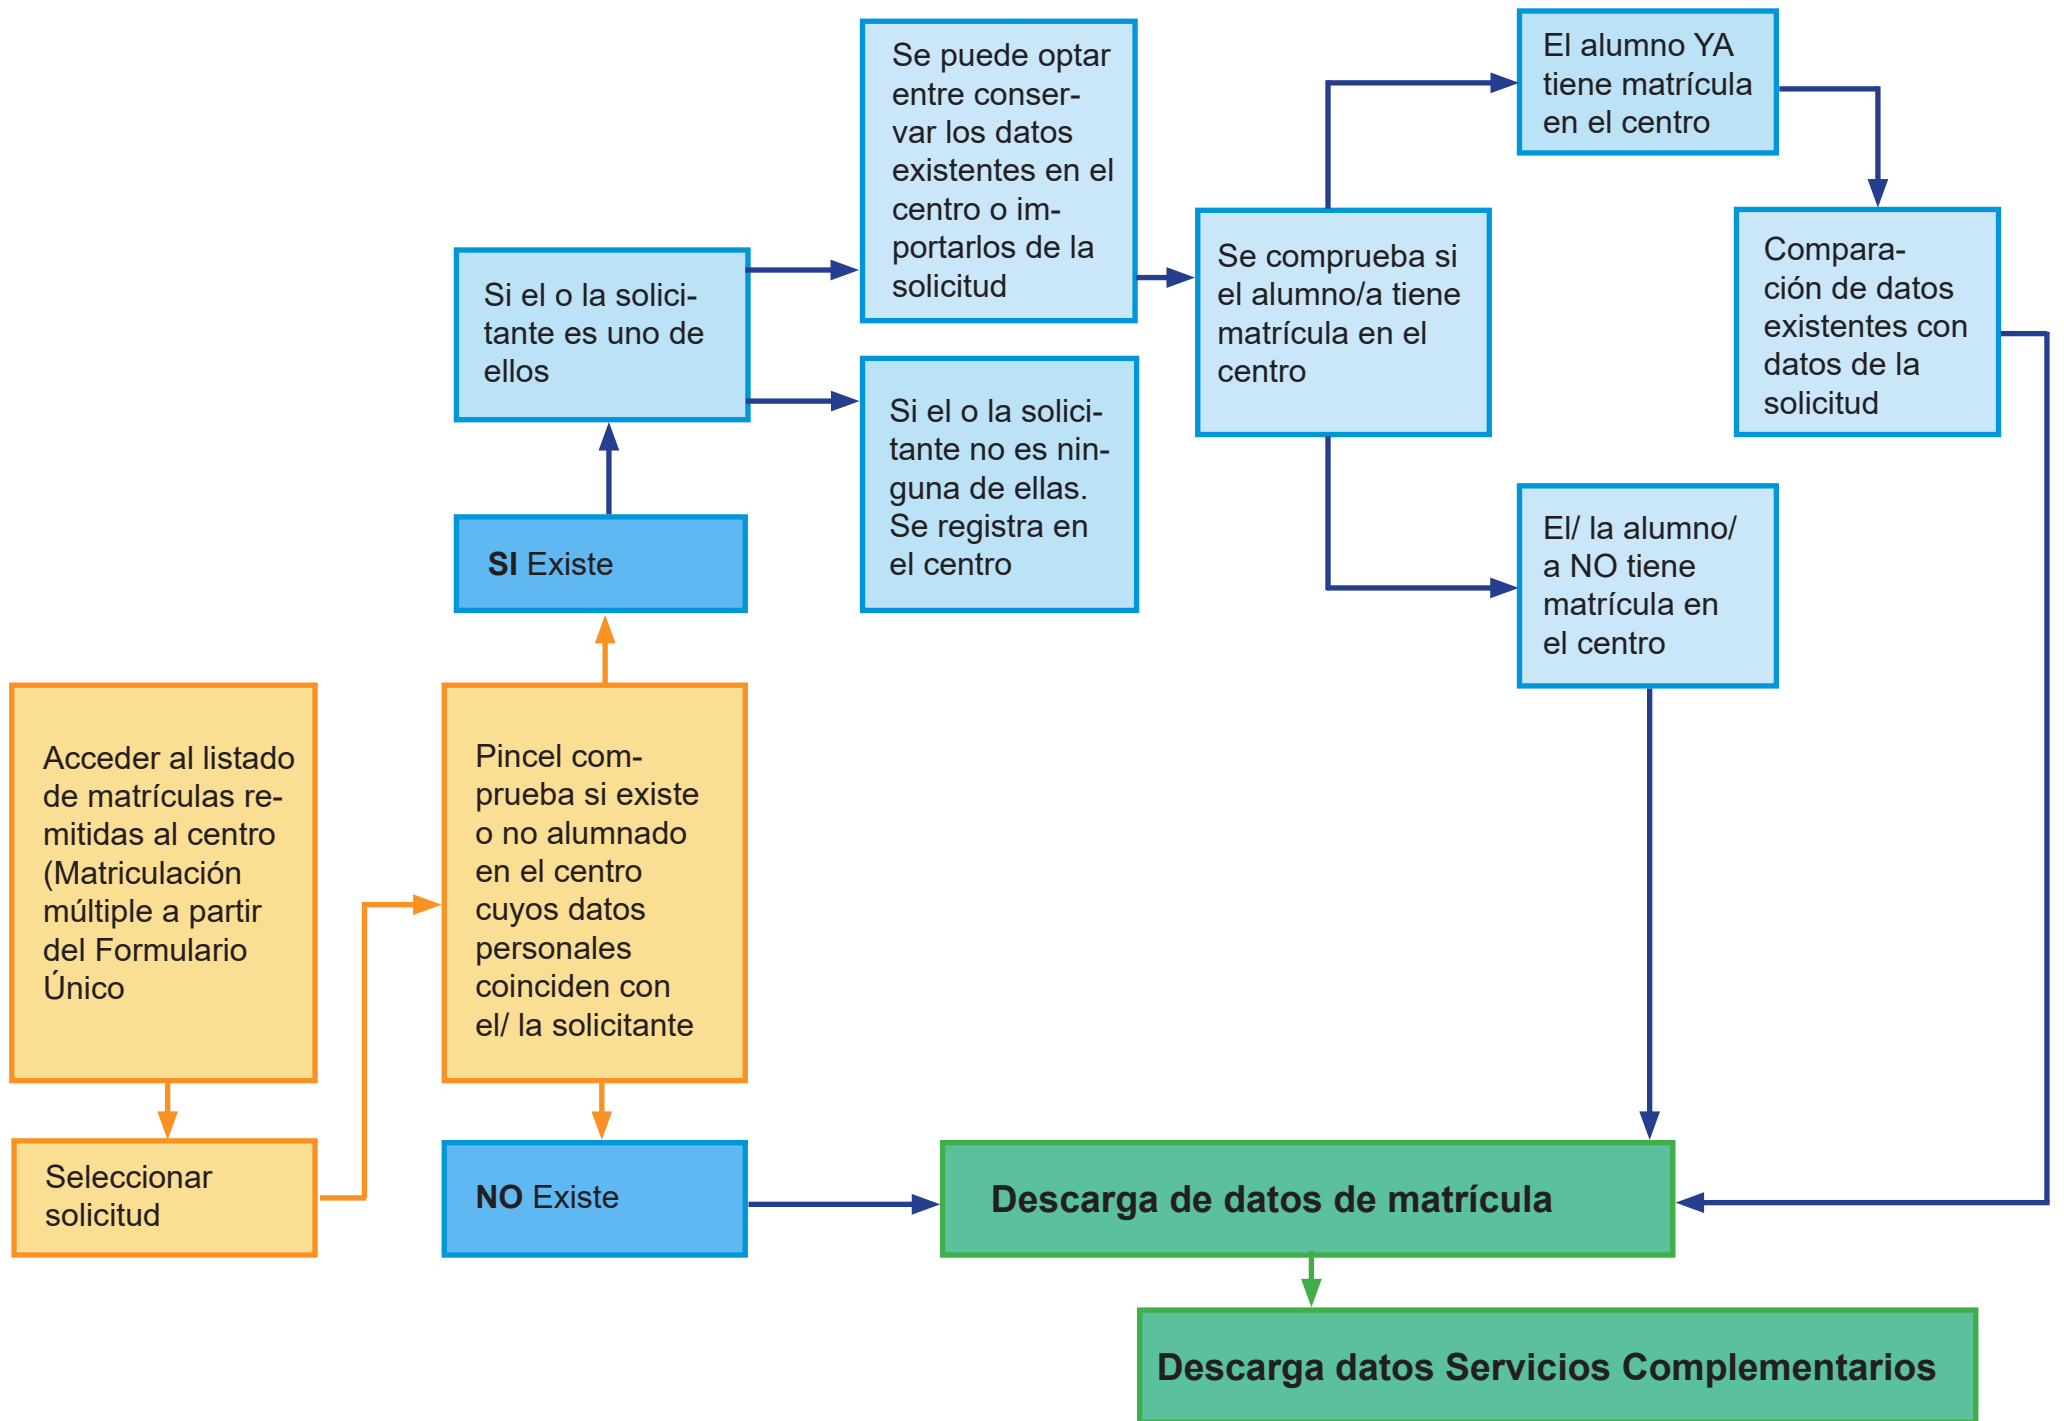 Se puede optar
entre conser-
var los datos
existentes en el
centro o im-
portarlos de la
solicitud
El alumno YA
tiene matrícula
en el centro
Si el o la solici-
tante es uno de
ellos
Se comprueba si
el alumno/a tiene
matrícula en el
centro
Compara-
ción de datos
existentes con
datos de la
solicitud
Si el o la solici-
tante no es nin-
guna de ellas.
Se registra en
el centro
SI Existe
El/ la alumno/
a NO tiene
matrícula en
el centro
Acceder al listado
de matrículas re-
mitidas al centro
(Matriculación
múltiple a partir
del Formulario
Único
Pincel com-
prueba si existe
o no alumnado
en el centro
cuyos datos
personales
coinciden con
el/ la solicitante
Seleccionar
solicitud
NO Existe
Descarga de datos de matrícula
Descarga datos Servicios Complementarios